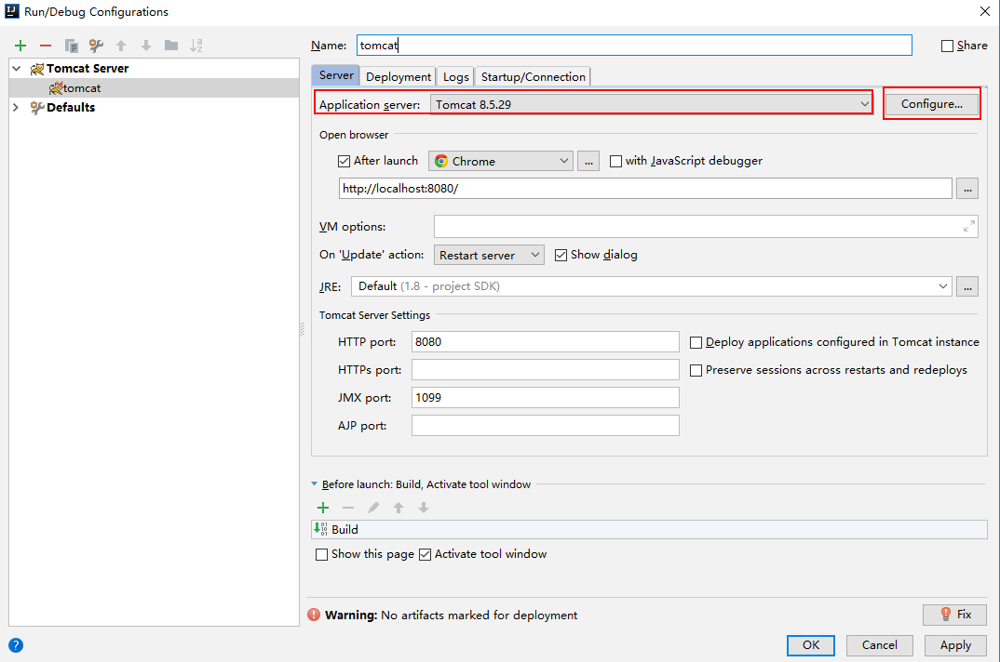 Run/Debug Configurations
Name: tomcat
Share
Tomcat Server
tomcat
Defaults
Server Deployment Logs Startup/Connection
Application server: Tomcat 8.5.29 Configure...
Open browser
After launch Chrome ... with JavaScript debugger
http://localhost:8080/ ...
VM options:
On 'Update' action: Restart server Show dialog
JRE: Default (1.8 - project SDK) ...
Tomcat Server Settings
HTTP port: 8080 Deploy applications configured in Tomcat instance
HTTPs port: Preserve sessions across restarts and redeploys
JMX port: 1099
AJP port:
Before launch: Build, Activate tool window
Build
Show this page Activate tool window
Warning: No artifacts marked for deployment Fix
? OK Cancel Apply